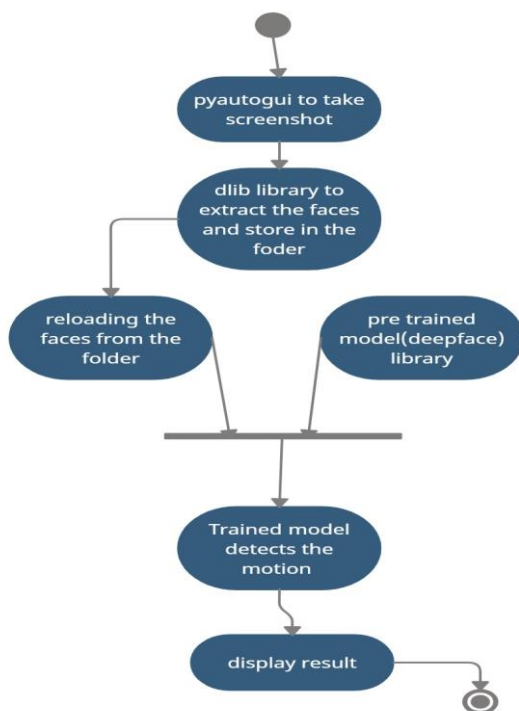 pyautogui to take
screenshot
dlib library to
extract the faces
and store in the
foder
reloading the
faces from the
folder
pre trained
model(deepface)
library
Trained model
detects the
motion
display result